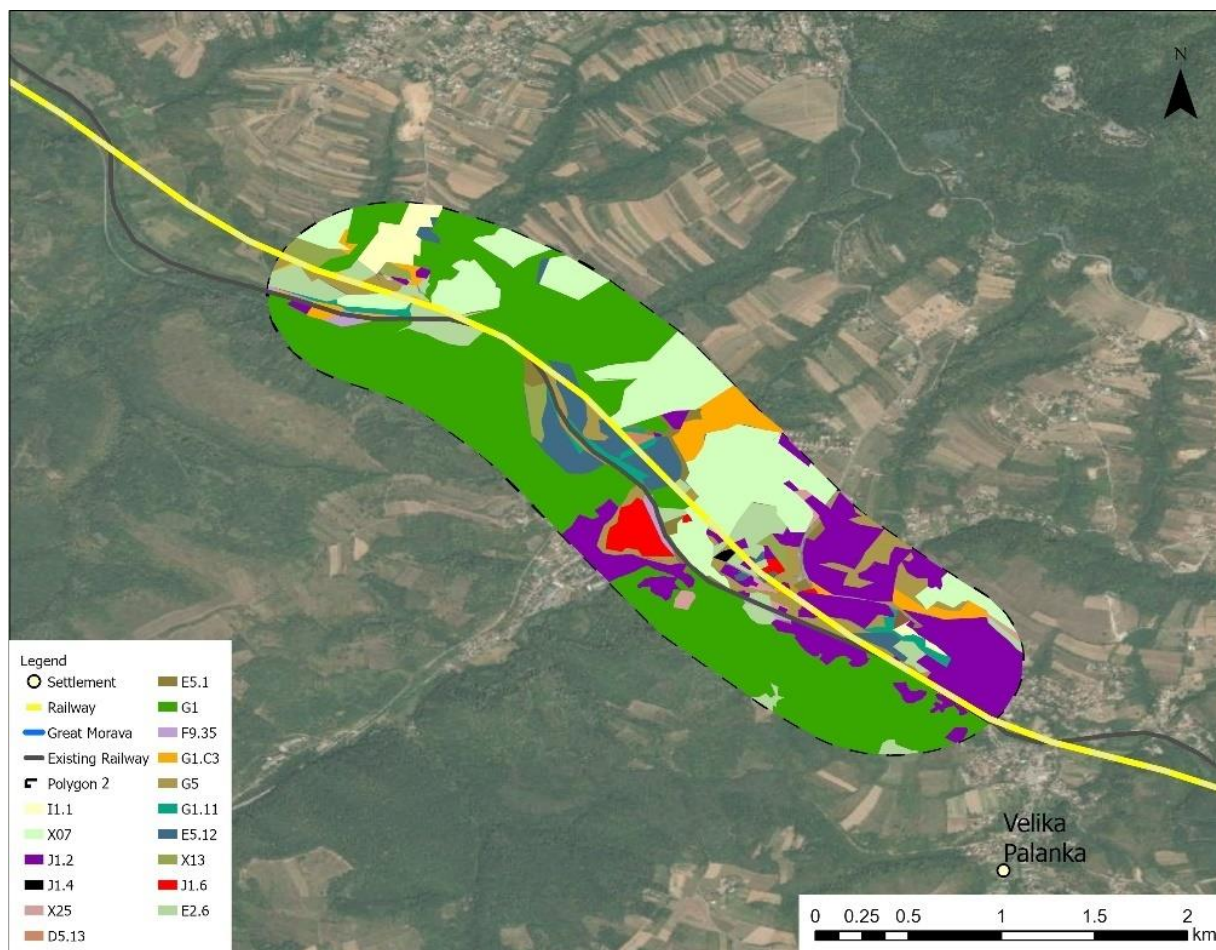 N
Legend
Settlement
Railway
Great Morava
Existing Railway
Polygon 2
I1.1
X07
J1.2
J1.4
X25
D5.13
E5.1
G1
F9.35
G1.C3
G5
G1.11
E5.12
X13
J1.6
E2.6
Velika
Palanka
0 0.25 0.5 1 1.5 2
km